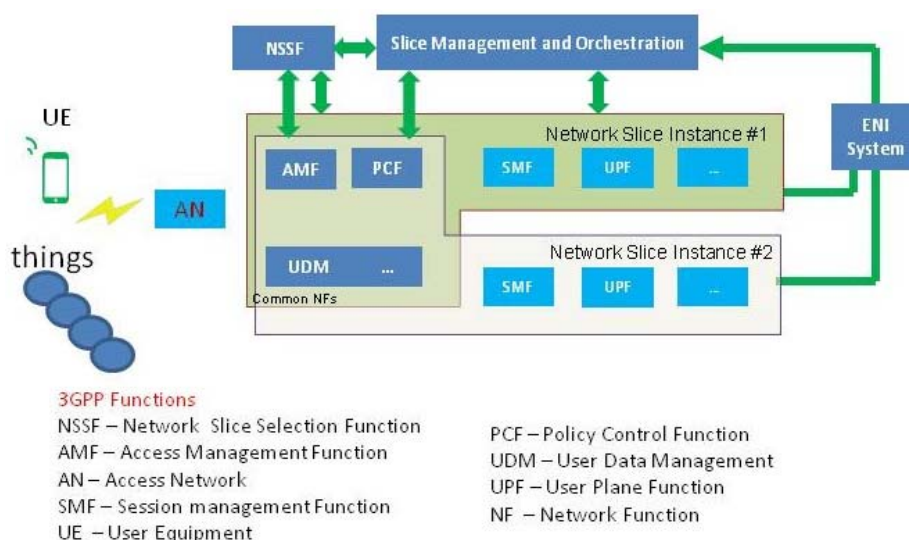 NSSF
Slice Management and Orchestration
UE
ENI
System
Network Slice Instance #1
AMF
PCF
SMF
UPF
...
AN
things
UDM
...
Common NFs
Network Slice Instance #2
SMF
UPF
...
3GPP Functions
NSSF – Network Slice Selection Function
AMF – Access Management Function
AN – Access Network
SMF – Session management Function
UE – User Equipment
PCF – Policy Control Function
UDM – User Data Management
UPF – User Plane Function
NF – Network Function